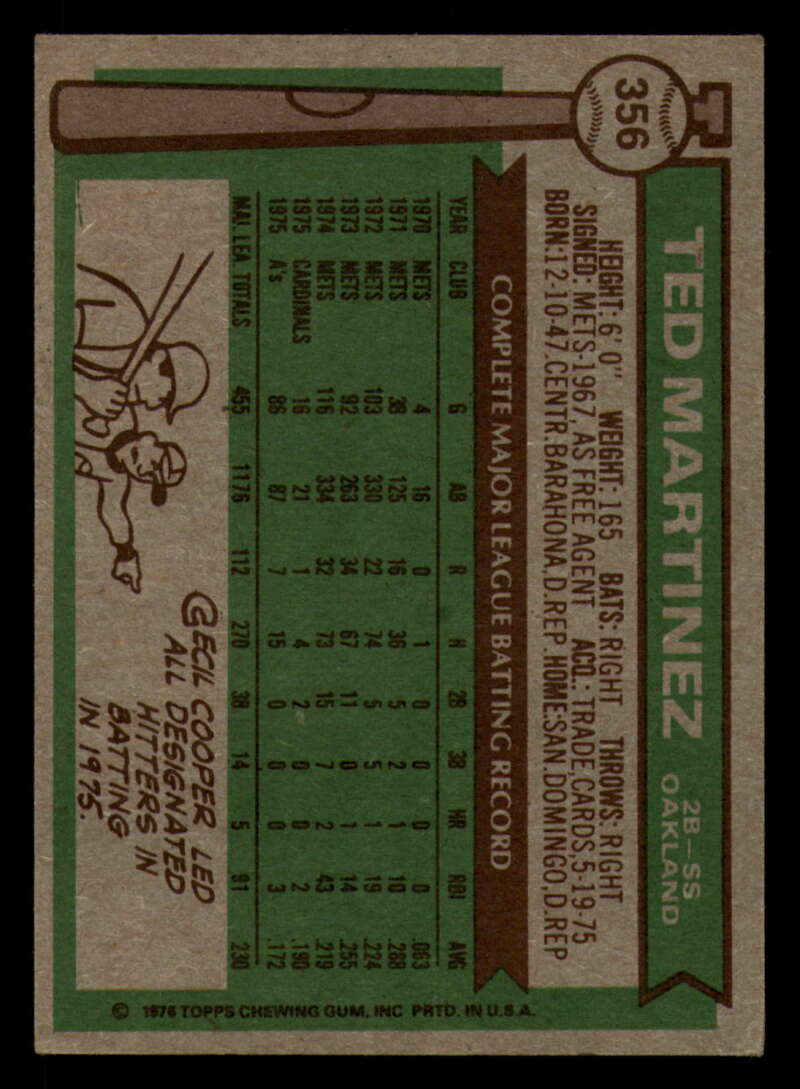 356
TED MARTINEZ
2B—SS
OAKLAND
HEIGHT: 6' 0" WEIGHT: 165 BATS: RIGHT THROWS: RIGHT
SIGNED: METS-1967, AS FREE AGENT ACQ.: TRADE, CARDS, 5-19-75
BORN: 12-10-47, CENTR. BARAHONA, D. REP. HOME: SAN. DOMINGO, D. REP
COMPLETE MAJOR LEAGUE BATTING RECORD
YEAR CLUB G AB R H 2B 3B HR RBI AVG
1970 METS 4 16 0 1 0 0 0 0 .063
1971 METS 38 125 16 36 5 2 1 10 .288
1972 METS 103 330 22 74 5 5 1 19 .224
1973 METS 92 263 34 67 11 0 1 14 .255
1974 METS 116 334 32 73 15 7 2 43 .219
1975 CARDINALS 16 21 1 4 2 0 0 2 .190
1975 A's 86 87 7 15 0 0 0 3 .172
MAJ. LEA. TOTALS 455 1176 112 270 38 14 5 91 .230
CECIL COOPER LED
ALL DESIGNATED
HITTERS IN
BATTING
IN 1975.
© 1976 TOPPS CHEWING GUM, INC PRTD. IN U.S.A.